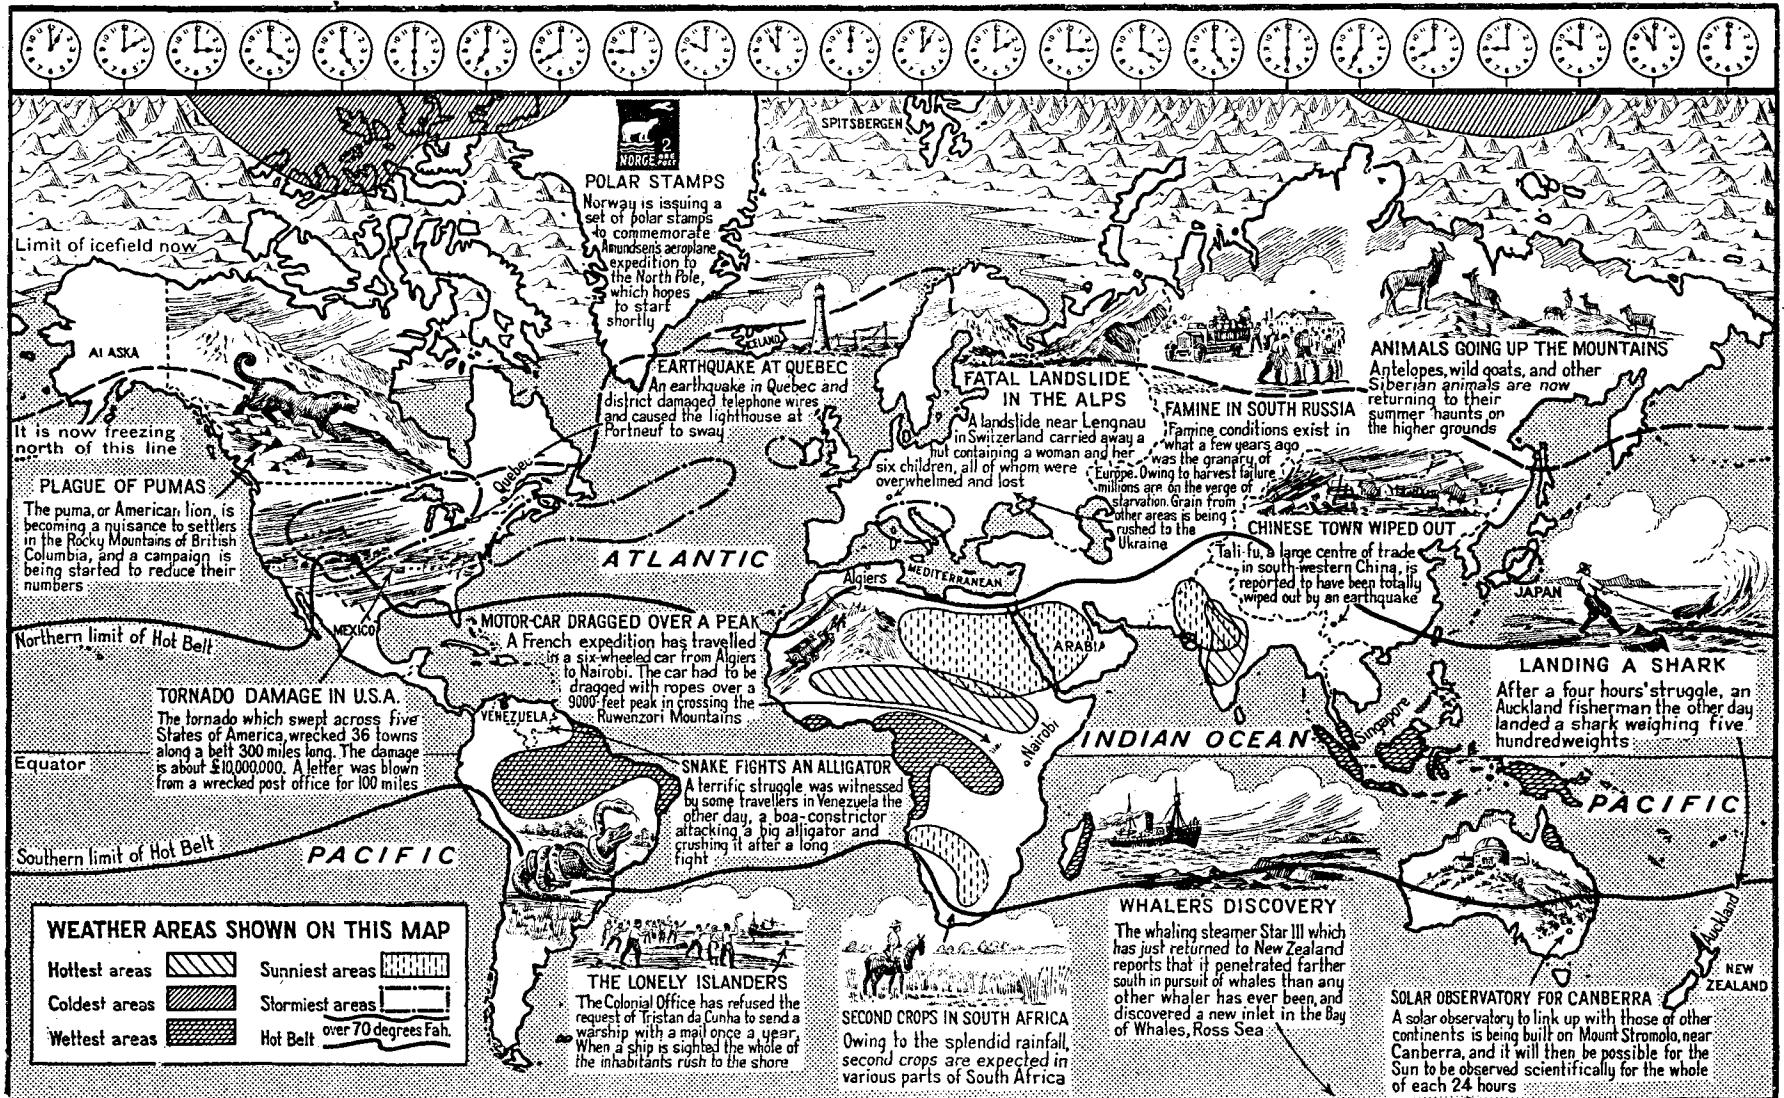 SPITSBERGEN
NORGE
2
POLAR STAMPS
Norway is issuing a
set of polar stamps
to commemorate
Amundsen's aeroplane
expedition to
the North Pole,
which hopes
to start
shortly
Limit of icefield now
ALASKA
It is now freezing
north of this line
PLAGUE OF PUMAS
The puma, or American lion, is
becoming a nuisance to settlers
in the Rocky Mountains of British
Columbia, and a campaign is
being started to reduce their
numbers
ICELAND
EARTHQUAKE AT QUEBEC
An earthquake in Quebec and
district damaged telephone wires
and caused the lighthouse at
Portneuf to sway
Quebec
FATAL LANDSLIDE
IN THE ALPS
A landslide near Lengnau
in Switzerland carried away a
hut containing a woman and her
six children, all of whom were
overwhelmed and lost
FAMINE IN SOUTH RUSSIA
Famine conditions exist in
what a few years ago
was the granary of
Europe. Owing to harvest failure
millions are on the verge of
starvation. Grain from
other areas is being
rushed to the
Ukraine
ANIMALS GOING UP THE MOUNTAINS
Antelopes, wild goats, and other
Siberian animals are now
returning to their
summer haunts on
the higher grounds
CHINESE TOWN WIPED OUT
Tali-fu, a large centre of trade
in south-western China, is
reported to have been totally
wiped out by an earthquake
JAPAN
ATLANTIC
Algiers
MEDITERRANEAN
ARABIA
Northern limit of Hot Belt
MEXICO
MOTOR-CAR DRAGGED OVER A PEAK
A French expedition has travelled
in a six-wheeled car from Algiers
to Nairobi. The car had to be
dragged with ropes over a
9000-feet peak in crossing the
Ruwenzori Mountains
LANDING A SHARK
After a four hours' struggle, an
Auckland fisherman the other day
landed a shark weighing five
hundredweights
TORNADO DAMAGE IN U.S.A.
The tornado which swept across five
States of America, wrecked 36 towns
along a belt 300 miles long. The damage
is about £10,000,000. A letter was blown
from a wrecked post office for 100 miles
VENEZUELA
Nairobi
Singapore
INDIAN OCEAN
Equator
SNAKE FIGHTS AN ALLIGATOR
A terrific struggle was witnessed
by some travellers in Venezuela the
other day, a boa-constrictor
attacking a big alligator and
crushing it after a long
fight
PACIFIC
Southern limit of Hot Belt
PACIFIC
WEATHER AREAS SHOWN ON THIS MAP
Hottest areas
Sunniest areas
Coldest areas
Stormiest areas
Wettest areas
Hot Belt
over 70 degrees Fah.
THE LONELY ISLANDERS
The Colonial Office has refused the
request of Tristan da Cunha to send a
warship with a mail once a year.
When a ship is sighted the whole of
the inhabitants rush to the shore
SECOND CROPS IN SOUTH AFRICA
Owing to the splendid rainfall,
second crops are expected in
various parts of South Africa
WHALERS DISCOVERY
The whaling steamer Star III which
has just returned to New Zealand
reports that it penetrated farther
south in pursuit of whales than any
other whaler has ever been, and
discovered a new inlet in the Bay
of Whales, Ross Sea
Auckland
NEW
ZEALAND
SOLAR OBSERVATORY FOR CANBERRA
A solar observatory to link up with those of other
continents is being built on Mount Stromolo, near
Canberra, and it will then be possible for the
Sun to be observed scientifically for the whole
of each 24 hours